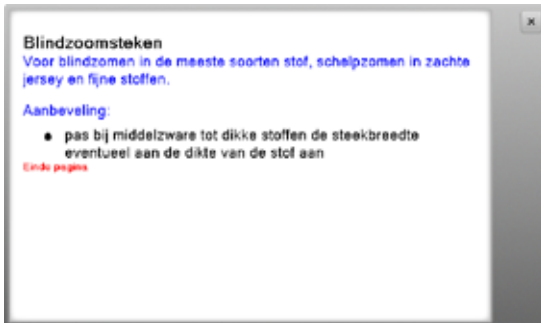 Blindzoomsteken
Voor blindzomen in de meeste soorten stof, schelpzomen in zachte
jersey en fijne stoffen.
Aanbeveling:
• pas bij middelzware tot dikke stoffen de steekbreedte
eventueel aan de dikte van de stof aan
Einde pagina